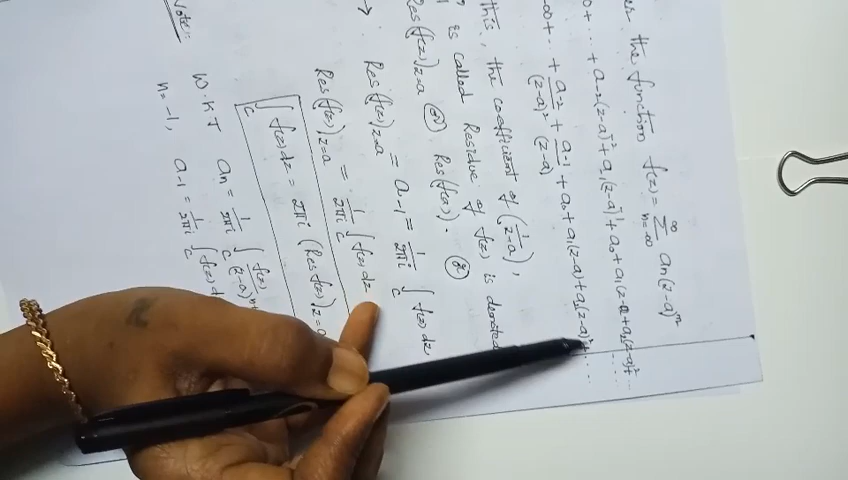 the function f(z) = ∞ Σ n=-∞ an(z-a)^n
0 + ... + a-2(z-a)^-2 + a-1(z-a)^-1 + a0 + a1(z-a) + a2(z-a)^2 ...
-∞ + .. + a-2/(z-a)^2 + a-1/(z-a) + a0 + a1(z-a) + a2(z-a)^2 + ....
this, the coefficient of (1/z-a),
is called Residue of f(z) is denoted
Res(f(z))z=a (or) Res(f(a)). (or)
→ Res(f(z))z=a = a-1 = 1/2πi ∫c f(z) dz
Res(f(z))z=a = 1/2πi ∫c f(z) dz
∫c f(z) dz = 2πi (Res f(z))z=a
Note:
W.K.T an = 1/2πi ∫c f(z)/(z-a)^n+
n = -1, a-1 = 1/2πi ∫c f(z) d